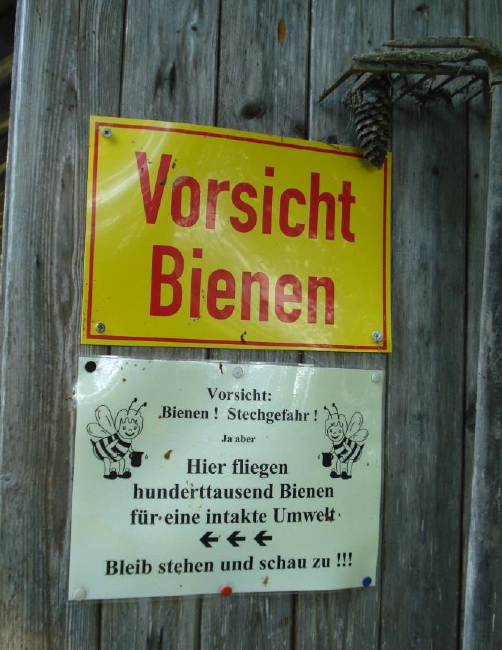 Vorsicht
Bienen
Vorsicht:
Bienen ! Stechgefahr !
Ja aber
Hier fliegen
hunderttausend Bienen
für eine intakte Umwelt
Bleib stehen und schau zu !!!